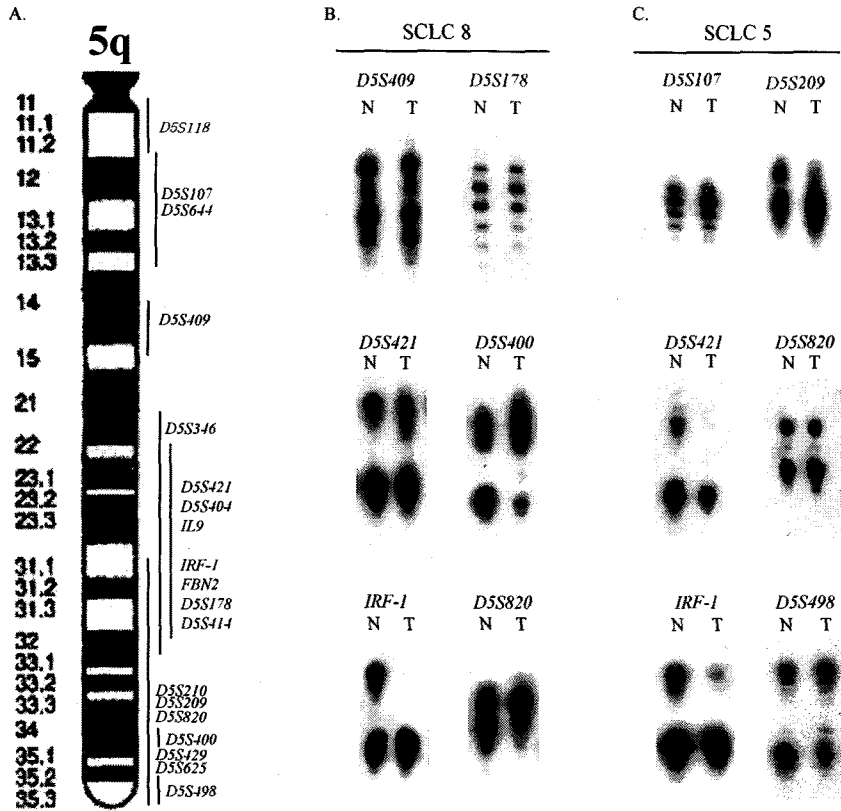 A.
5q
11
11.1
11.2
12
13.1
13.2
13.3
14
15
21
22
23.1
23.2
23.3
31.1
31.2
31.3
32
33.1
33.2
33.3
34
35.1
35.2
35.3
D5S118
D5S107
D5S644
D5S409
D5S346
D5S421
D5S404
IL9
IRF-1
FBN2
D5S178
D5S414
D5S210
D5S209
D5S820
D5S400
D5S429
D5S625
D5S498
B.
SCLC 8
D5S409 D5S178
N T N T
D5S421 D5S400
N T N T
IRF-1 D5S820
N T N T
C.
SCLC 5
D5S107 D5S209
N T N T
D5S421 D5S820
N T N T
IRF-1 D5S498
N T N T